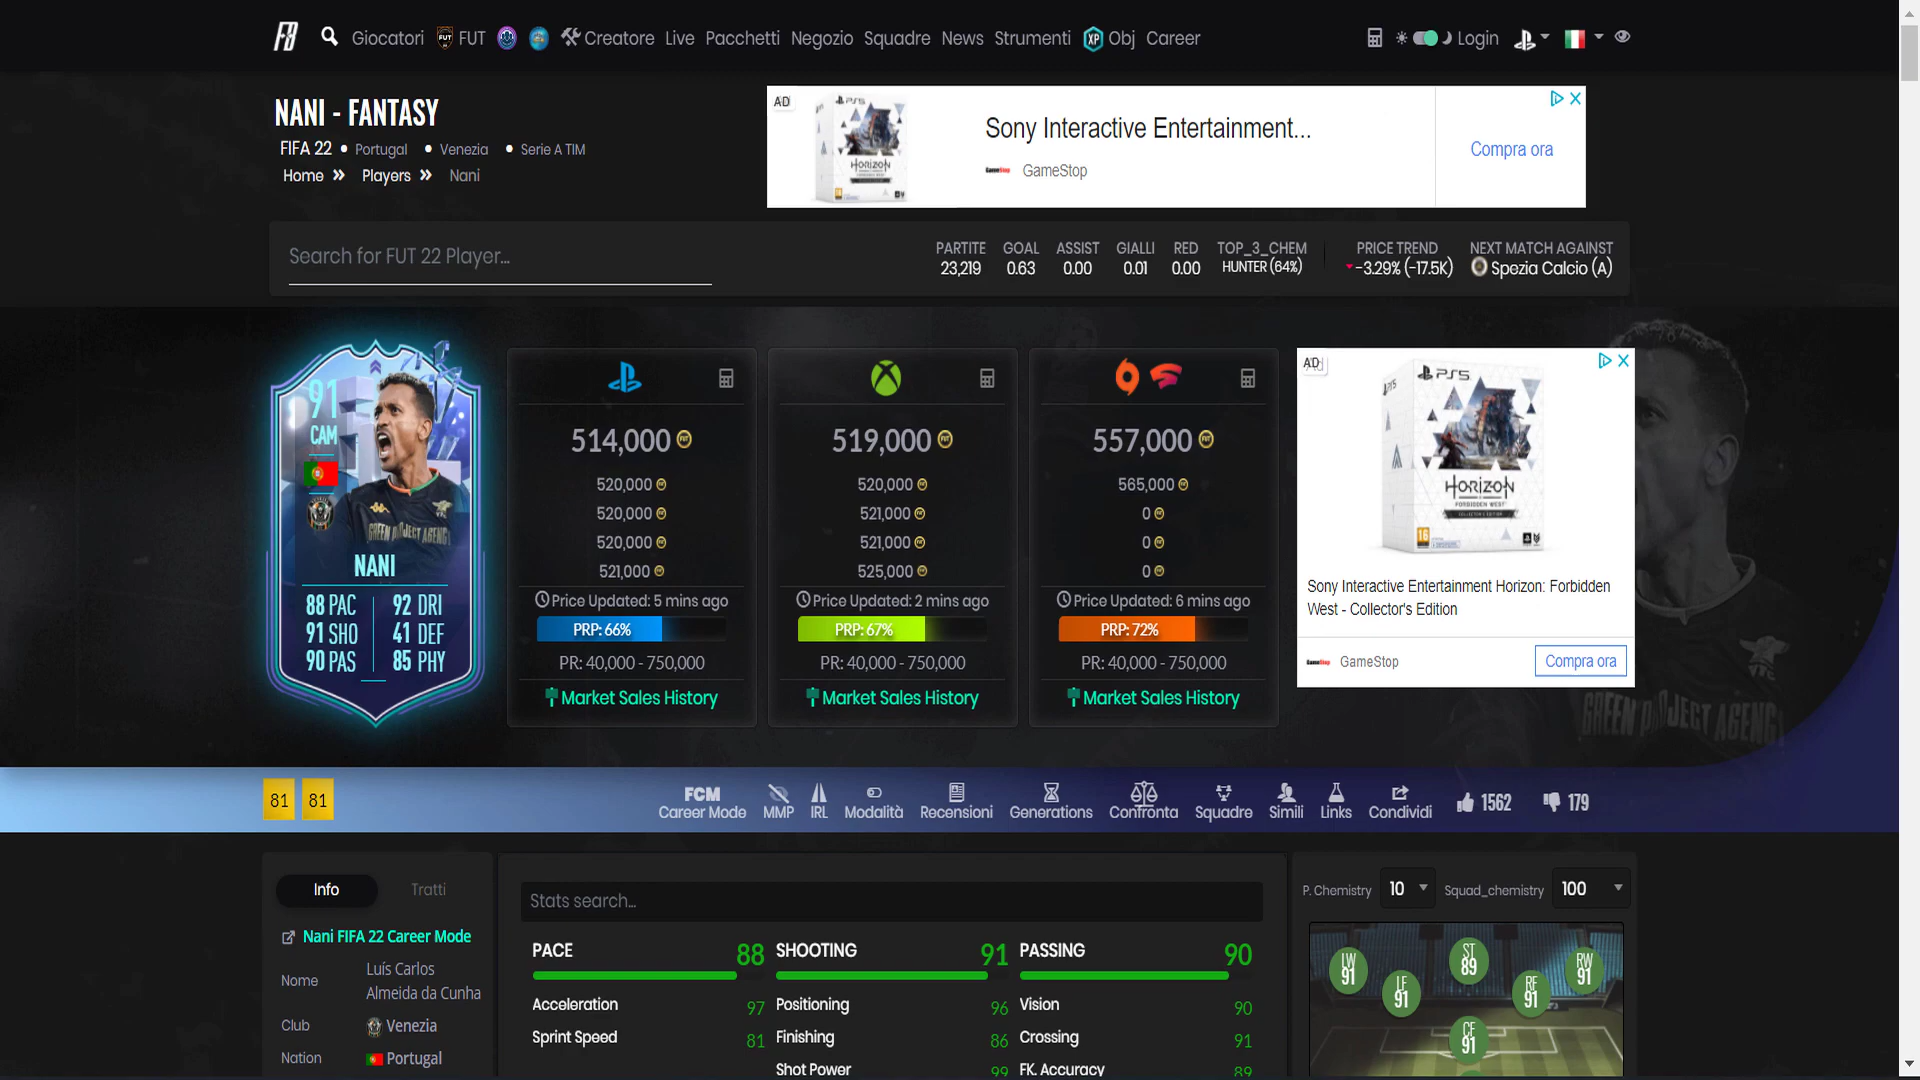 Giocatori FUT Creatore Live Pacchetti Negozio Squadre News Strumenti Obj Career Login
NANI - FANTASY
FIFA 22 • Portugal • Venezia • Serie A TIM
Home » Players » Nani
AD
Sony Interactive Entertainment...
GameStop
Compra ora
Search for FUT 22 Player...
PARTITE GOAL ASSIST GIALLI RED TOP_3_CHEM PRICE TREND NEXT MATCH AGAINST
23,219 0.63 0.00 0.01 0.00 HUNTER (64%) -3.29% (-17.5K) Spezia Calcio (A)
91
CAM
GREEN PROJECT AGENCY
NANI
88 PAC 92 DRI
91 SHO 41 DEF
90 PAS 85 PHY
514,000
520,000
520,000
520,000
521,000
Price Updated: 5 mins ago
PRP: 66%
PR: 40,000 - 750,000
Market Sales History
519,000
520,000
521,000
521,000
525,000
Price Updated: 2 mins ago
PRP: 67%
PR: 40,000 - 750,000
Market Sales History
557,000
565,000
0
0
0
Price Updated: 6 mins ago
PRP: 72%
PR: 40,000 - 750,000
Market Sales History
AD
PS5
HORIZON
FORBIDDEN WEST
COLLECTOR'S EDITION
16
Sony Interactive Entertainment Horizon: Forbidden
West - Collector's Edition
GameStop
Compra ora
81 81
FCM
Career Mode MMP IRL Modalità Recensioni Generations Confronta Squadre Simili Links Condividi 1562 179
Info Tratti
Nani FIFA 22 Career Mode
Nome Luís Carlos
Almeida da Cunha
Club Venezia
Nation Portugal
Stats search...
PACE 88
Acceleration 97
Sprint Speed 81
SHOOTING 91
Positioning 96
Finishing 86
Shot Power 99
PASSING 90
Vision 90
Crossing 91
FK. Accuracy 89
P. Chemistry 10 Squad_chemistry 100
LW
91
ST
89
RW
91
LF
91
RF
91
CF
91